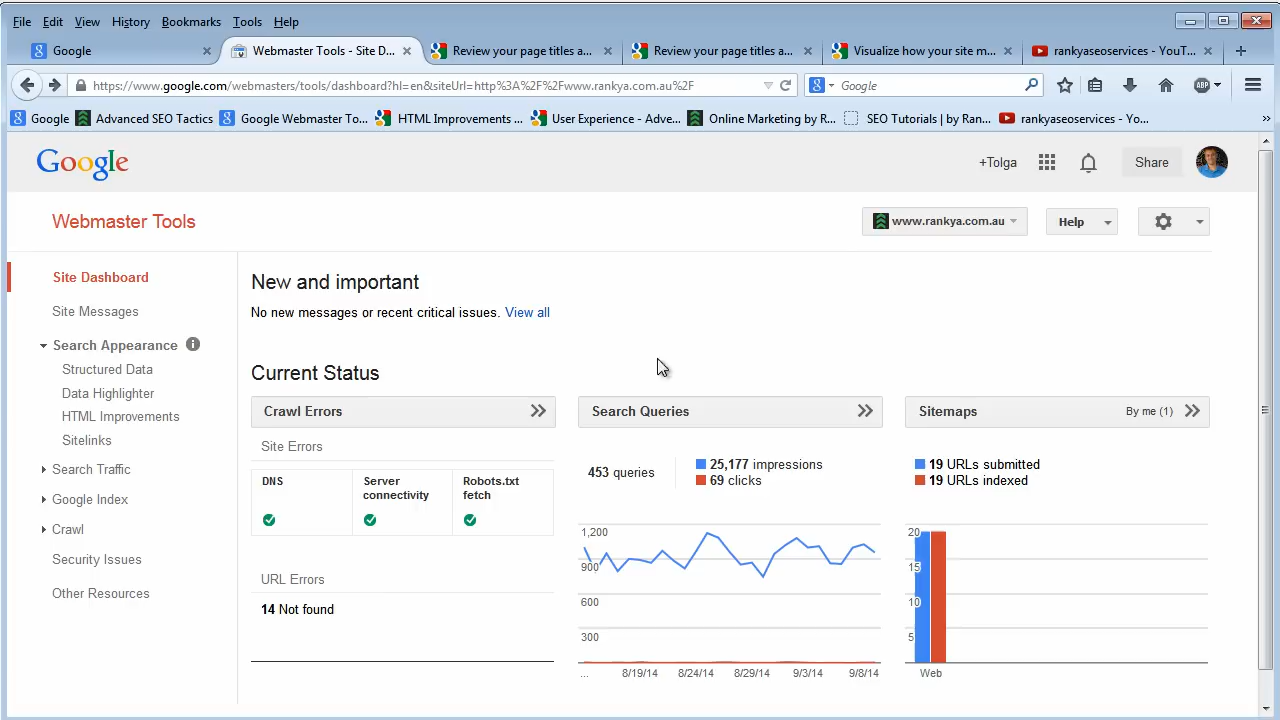 File Edit View History Bookmarks Tools Help
Google
Webmaster Tools - Site D...
Review your page titles a...
Review your page titles a...
Visualize how your site m...
rankyaseoservices - YouT...
https://www.google.com/webmasters/tools/dashboard?hl=en&siteUrl=http%3A%2F%2Fwww.rankya.com.au%2F
Google
ABP
Google
Advanced SEO Tactics
Google Webmaster To...
HTML Improvements ...
User Experience - Adve...
Online Marketing by R...
SEO Tutorials | by Ran...
rankyaseoservices - Yo...
Google
+Tolga
Share
Webmaster Tools
www.rankya.com.au
Help
Site Dashboard
Site Messages
Search Appearance
Structured Data
Data Highlighter
HTML Improvements
Sitelinks
Search Traffic
Google Index
Crawl
Security Issues
Other Resources
New and important
No new messages or recent critical issues. View all
Current Status
Crawl Errors
Site Errors
DNS
Server
connectivity
Robots.txt
fetch
URL Errors
14 Not found
Search Queries
453 queries
25,177 impressions
69 clicks
1,200
900
600
300
... 8/19/14 8/24/14 8/29/14 9/3/14 9/8/14
Sitemaps
By me (1)
19 URLs submitted
19 URLs indexed
20
15
10
5
Web